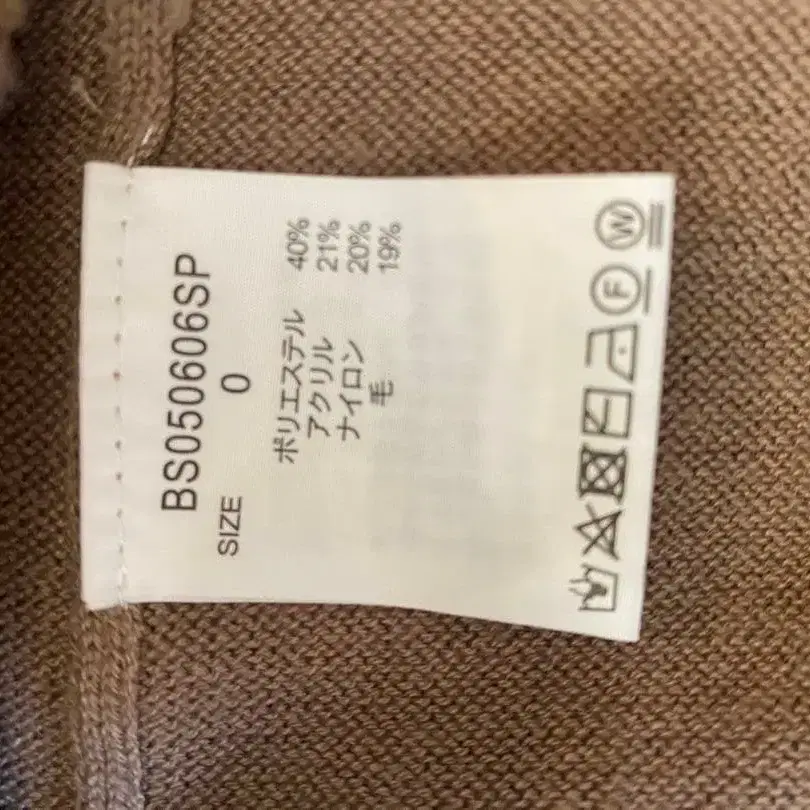 BS050606SP
SIZE 0
ポリエステル 40%
アクリル 21%
ナイロン 20%
毛 19%
F W